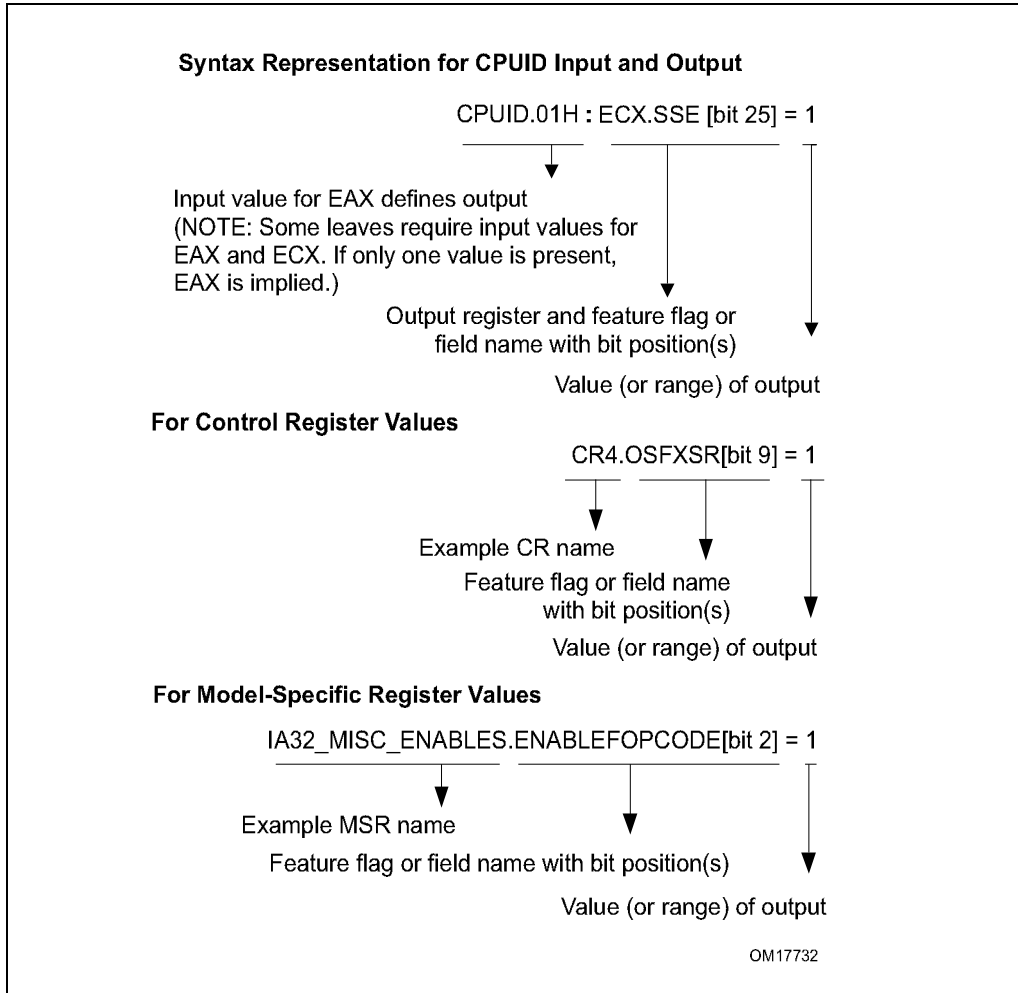 Syntax Representation for CPUID Input and Output
CPUID.01H : ECX.SSE [bit 25] = 1
Input value for EAX defines output
(NOTE: Some leaves require input values for
EAX and ECX. If only one value is present,
EAX is implied.)
Output register and feature flag or
field name with bit position(s)
Value (or range) of output
For Control Register Values
CR4.OSFXSR[bit 9] = 1
Example CR name
Feature flag or field name
with bit position(s)
Value (or range) of output
For Model-Specific Register Values
IA32_MISC_ENABLES.ENABLEFOPCODE[bit 2] = 1
Example MSR name
Feature flag or field name with bit position(s)
Value (or range) of output
OM17732